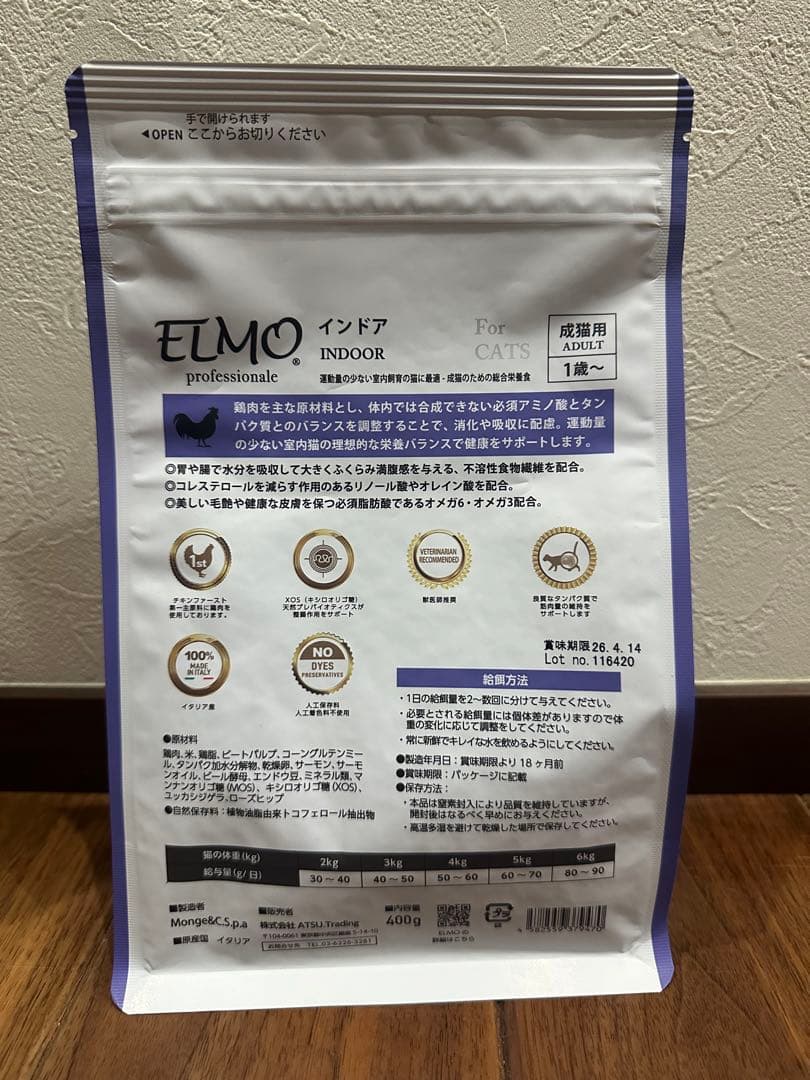 手で開けられます
◀OPEN ここからお切りください
ELMO®
professionale
インドア
INDOOR
For
CATS
成猫用
ADULT
1歳～
運動量の少ない室内飼育の猫に最適 - 成猫のための総合栄養食
鶏肉を主な原材料とし、体内では合成できない必須アミノ酸とタン
パク質とのバランスを調整することで、消化や吸収に配慮。運動量
の少ない室内猫の理想的な栄養バランスで健康をサポートします。
◎胃や腸で水分を吸収して大きくふくらみ満腹感を与える、不溶性食物繊維を配合。
◎コレステロールを減らす作用のあるリノール酸やオレイン酸を配合。
◎美しい毛艶や健康な皮膚を保つ必須脂肪酸であるオメガ6・オメガ3配合。
1st
チキンファースト
第一主原料に鶏肉を
使用しております。
XOS（キシロオリゴ糖）
天然プレバイオティクスが
整腸作用をサポート
VETERINARIAN
RECOMMENDED
獣医師推奨
良質なタンパク質で
筋肉量の維持を
サポートします
100%
MADE
IN ITALY
イタリア産
NO
DYES
PRESERVATIVES
人工保存料
人工着色料不使用
賞味期限26.4.14
Lot no.116420
給餌方法
・1日の給餌量を2～数回に分けて与えてください。
・必要とされる給餌量には個体差がありますので体
重の変化に応じて調整をしてください。
・常に新鮮でキレイな水を飲めるようにしてください。
●製造年月日：賞味期限より18ヶ月前
●賞味期限：パッケージに記載
●保存方法：
・本品は窒素封入により品質を維持していますが、
開封後はなるべく早めにお与えください。
・高温多湿を避けて乾燥した場所で保存してください。
●原材料
鶏肉、米、鶏脂、ビートパルプ、コーングルテンミー
ル、タンパク加水分解物、乾燥卵、サーモン、サーモ
ンオイル、ビール酵母、エンドウ豆、ミネラル類、マ
ンナンオリゴ糖（MOS）、キシロオリゴ糖（XOS）、
ユッカシジゲラ、ローズヒップ
●自然保存料：植物油脂由来トコフェロール抽出物
猫の体重（kg） 2kg 3kg 4kg 5kg 6kg
給与量（g/日） 30～40 40～50 50～60 60～70 80～90
■製造者
Monge&C.S.p.a
■原産国 イタリア
■販売者
株式会社 ATSU.Trading
〒104-0061 東京都中央区銀座
お問合せ先 TEL 03-6226-3281
■内容量
400g
ELMOの
詳細はこちら
プラ
袋
4582559379470